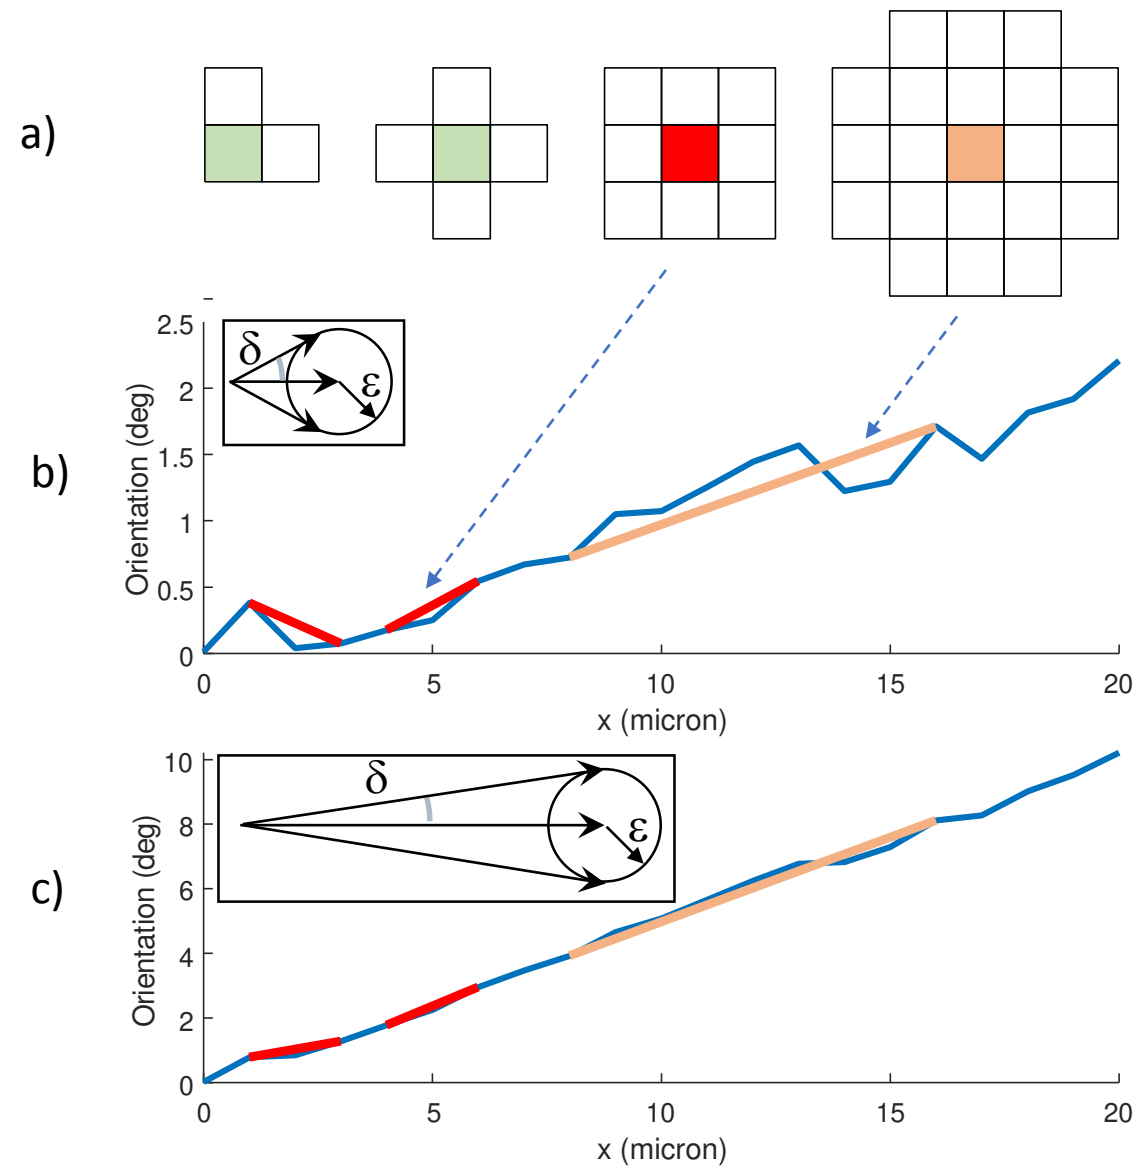 a)
b)
2.5
2
1.5
1
0.5
0
Orientation (deg)
δ
ε
0 5 10 15 20
x (micron)
c)
10
8
6
4
2
0
Orientation (deg)
δ
ε
0 5 10 15 20
x (micron)